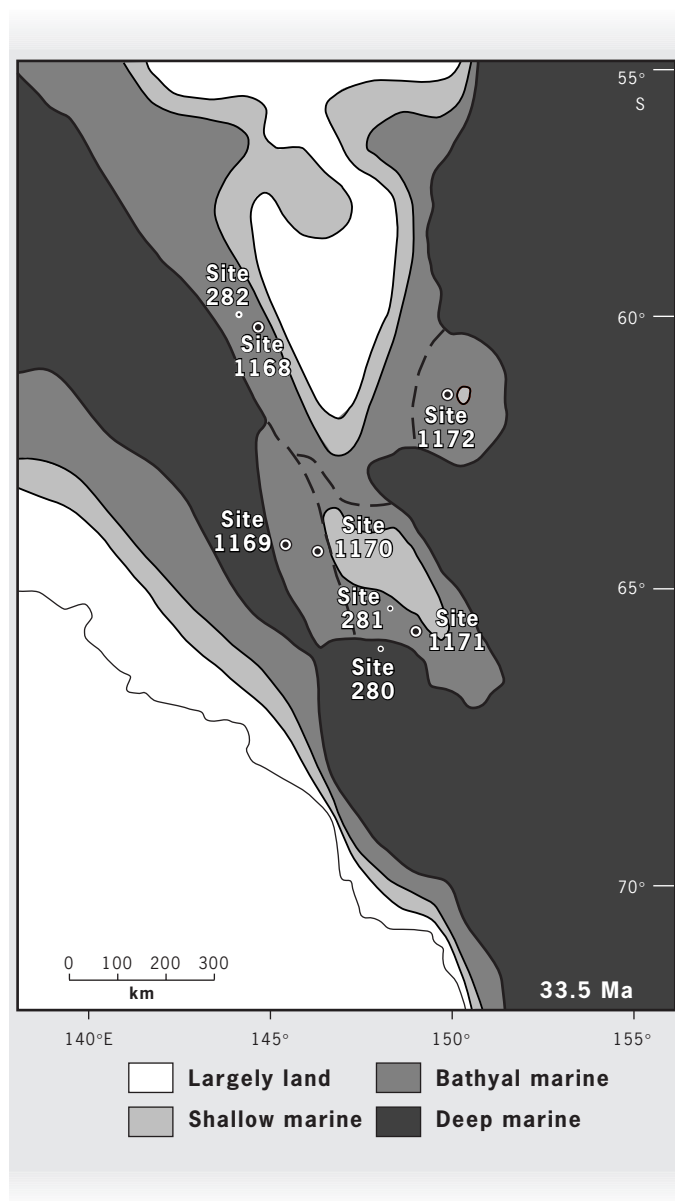 55°
S
Site
282
60°
Site
1168
Site
1172
Site
1169
Site
1170
65°
Site
281
Site
1171
Site
280
70°
0 100 200 300
km
33.5 Ma
140°E 145° 150° 155°
Largely land
Bathyal marine
Shallow marine
Deep marine